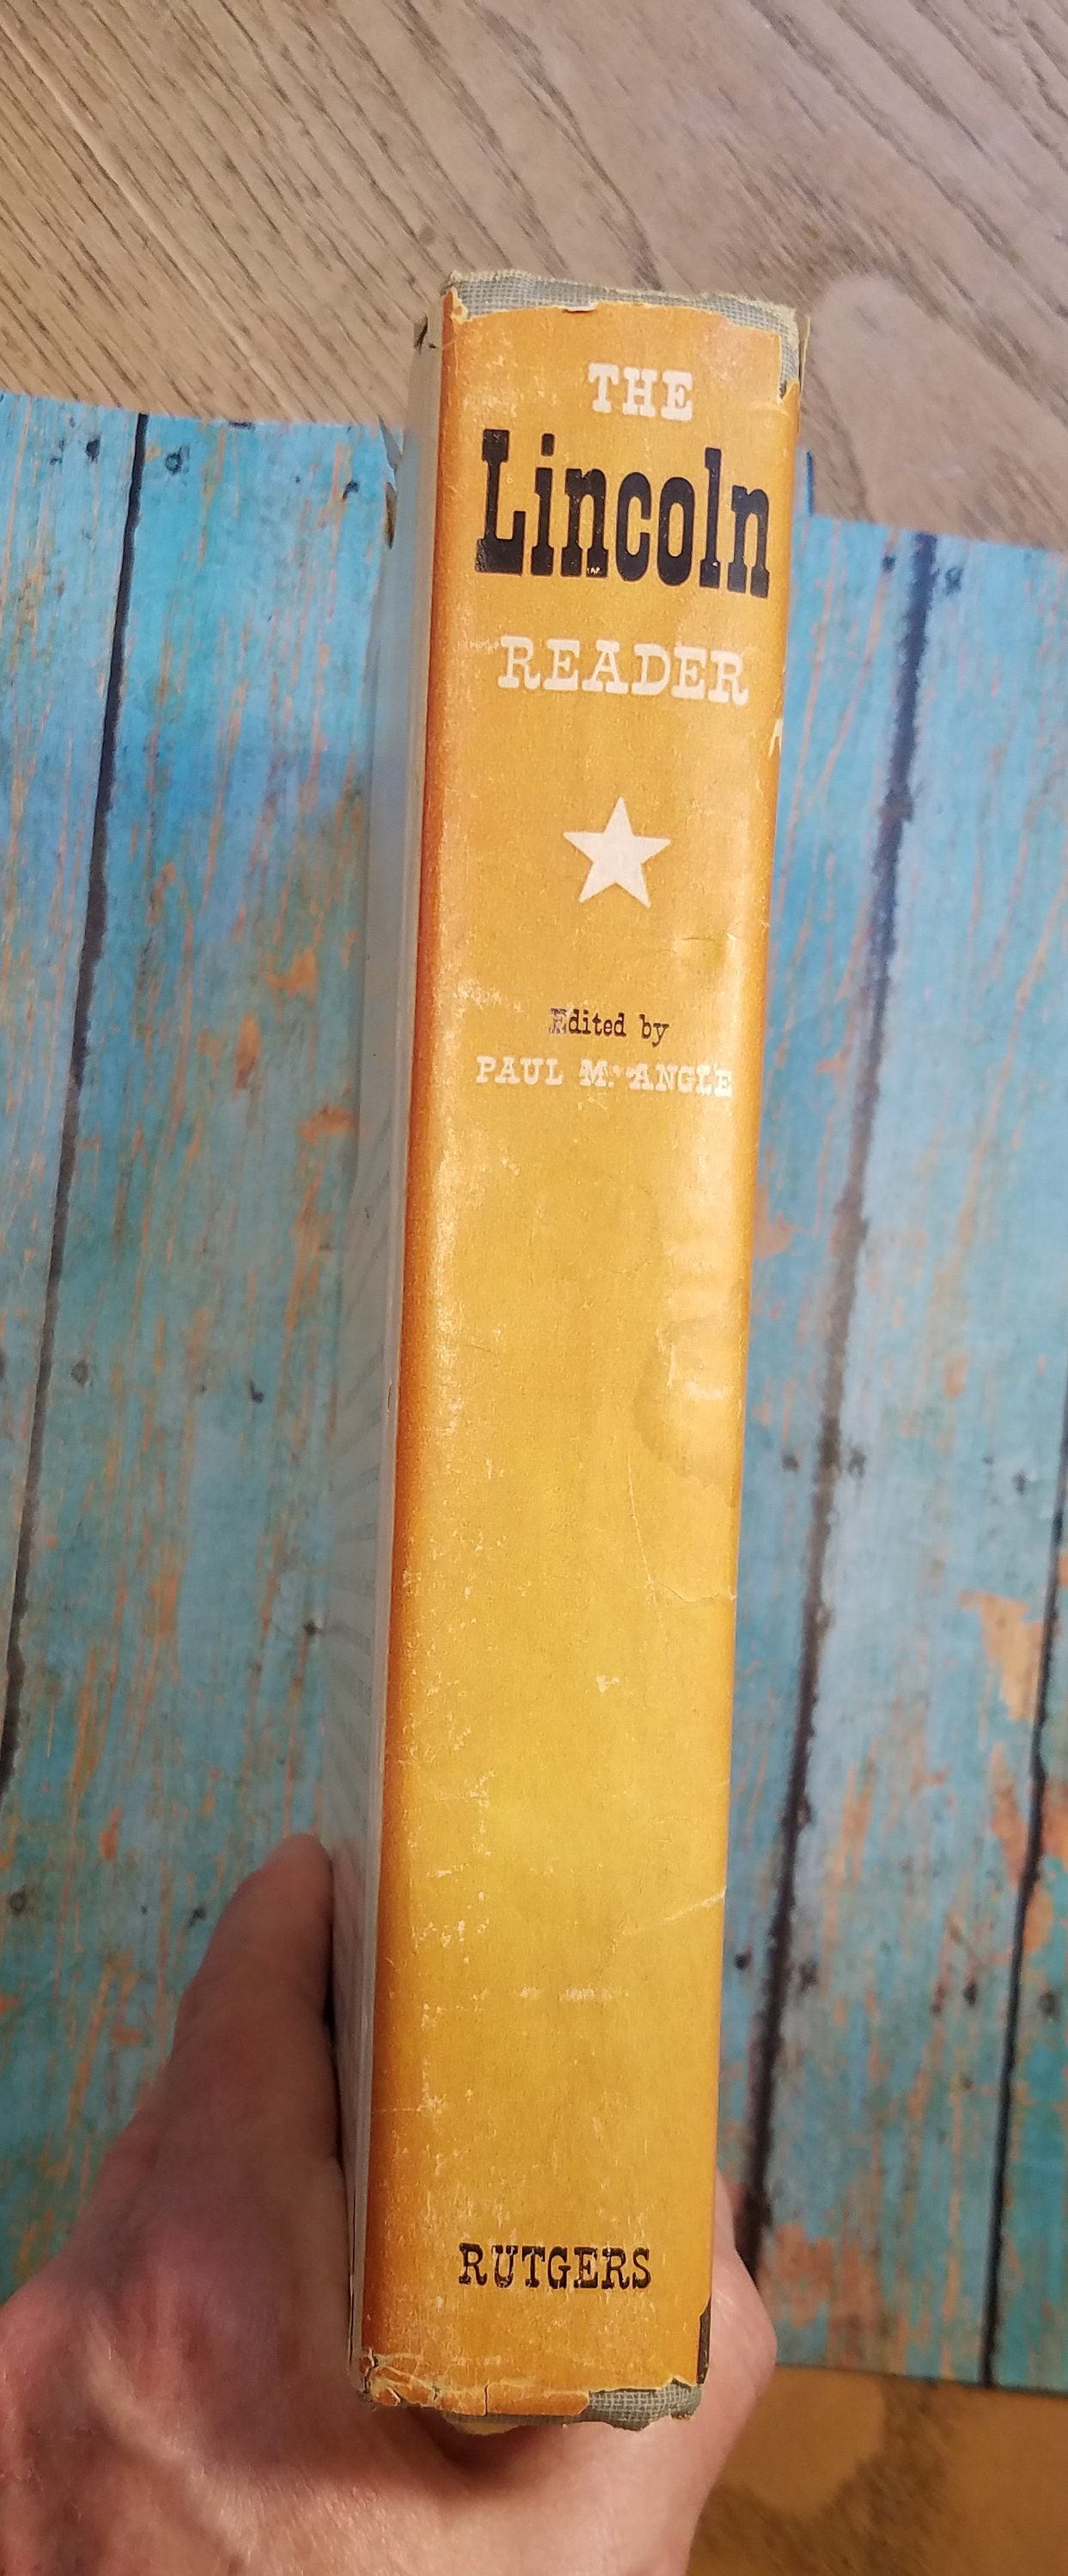 THE
Lincoln
READER
Edited by
PAUL M. ANGLE
RUTGERS